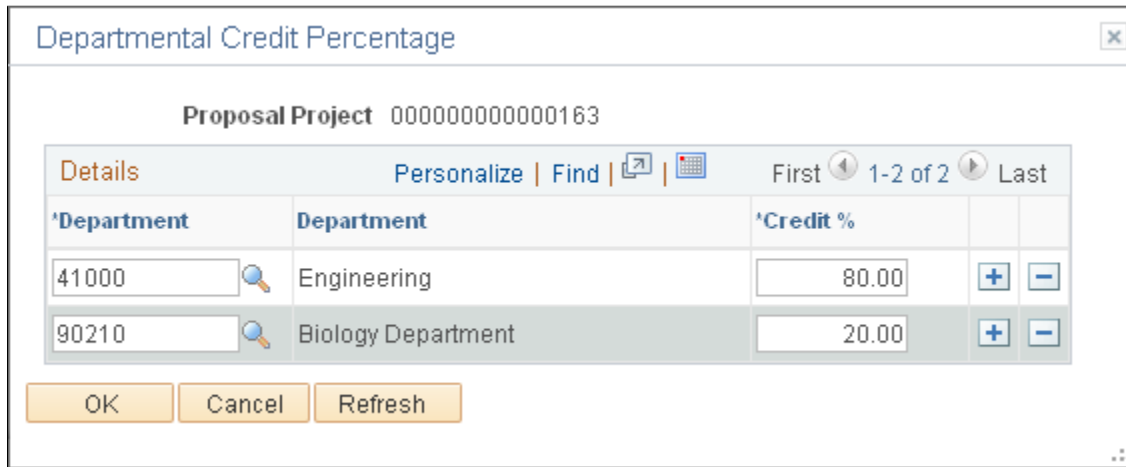 Departmental Credit Percentage
Proposal Project 000000000000163
Details Personalize | Find | | First 1-2 of 2 Last
*Department Department *Credit %
41000 Engineering 80.00 + -
90210 Biology Department 20.00 + -
OK Cancel Refresh